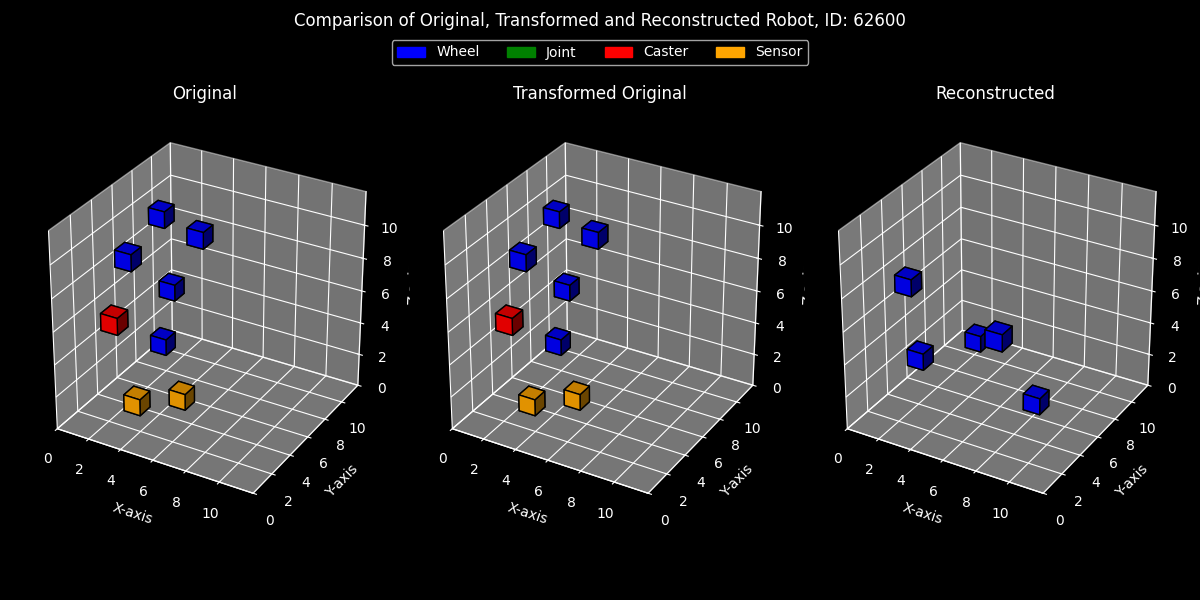 Comparison of Original, Transformed and Reconstructed Robot, ID: 62600
Wheel Joint Caster Sensor
Original Transformed Original Reconstructed
10 10 10
8 8 8
6 6 6
4 4 4
2 2 2
0 0 0
10 10 10
8 8 8
6 6 6
4 4 4
2 2 2
0 0 0
0 2 4 6 8 10 0 2 4 6 8 10 0 2 4 6 8 10
X-axis Y-axis X-axis Y-axis X-axis Y-axis